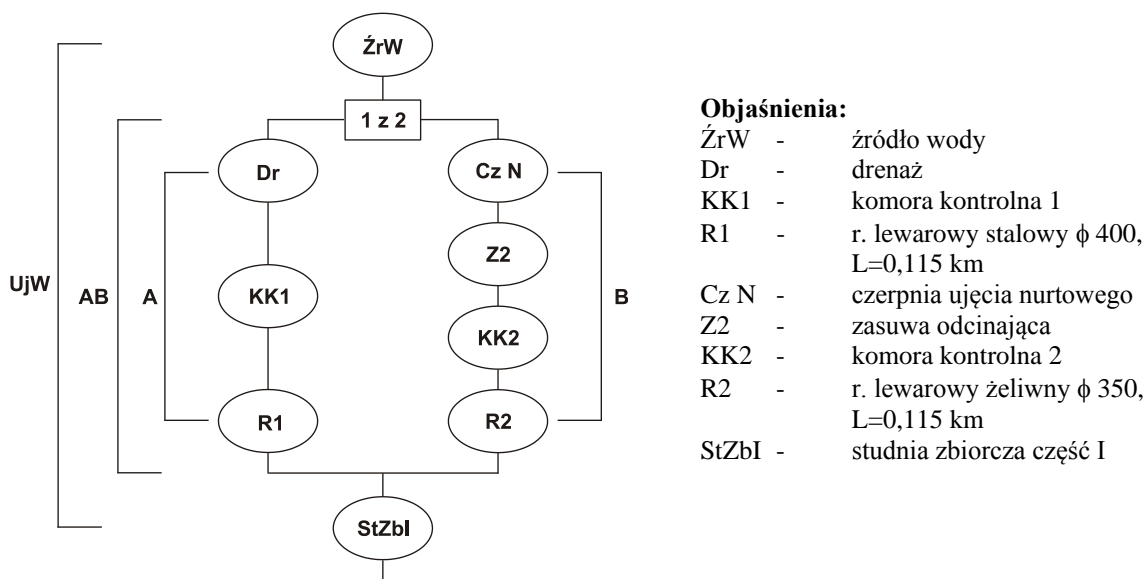 ŹrW
1 z 2
Dr
Cz N
Z2
UjW
AB
A
KK1
B
KK2
R1
R2
StZbI
Objaśnienia:
ŹrW - źródło wody
Dr - drenaż
KK1 - komora kontrolna 1
R1 - r. lewarowy stalowy ϕ 400,
L=0,115 km
Cz N - czerpnia ujęcia nurtowego
Z2 - zasuwa odcinająca
KK2 - komora kontrolna 2
R2 - r. lewarowy żeliwny ϕ 350,
L=0,115 km
StZbI - studnia zbiorcza część I